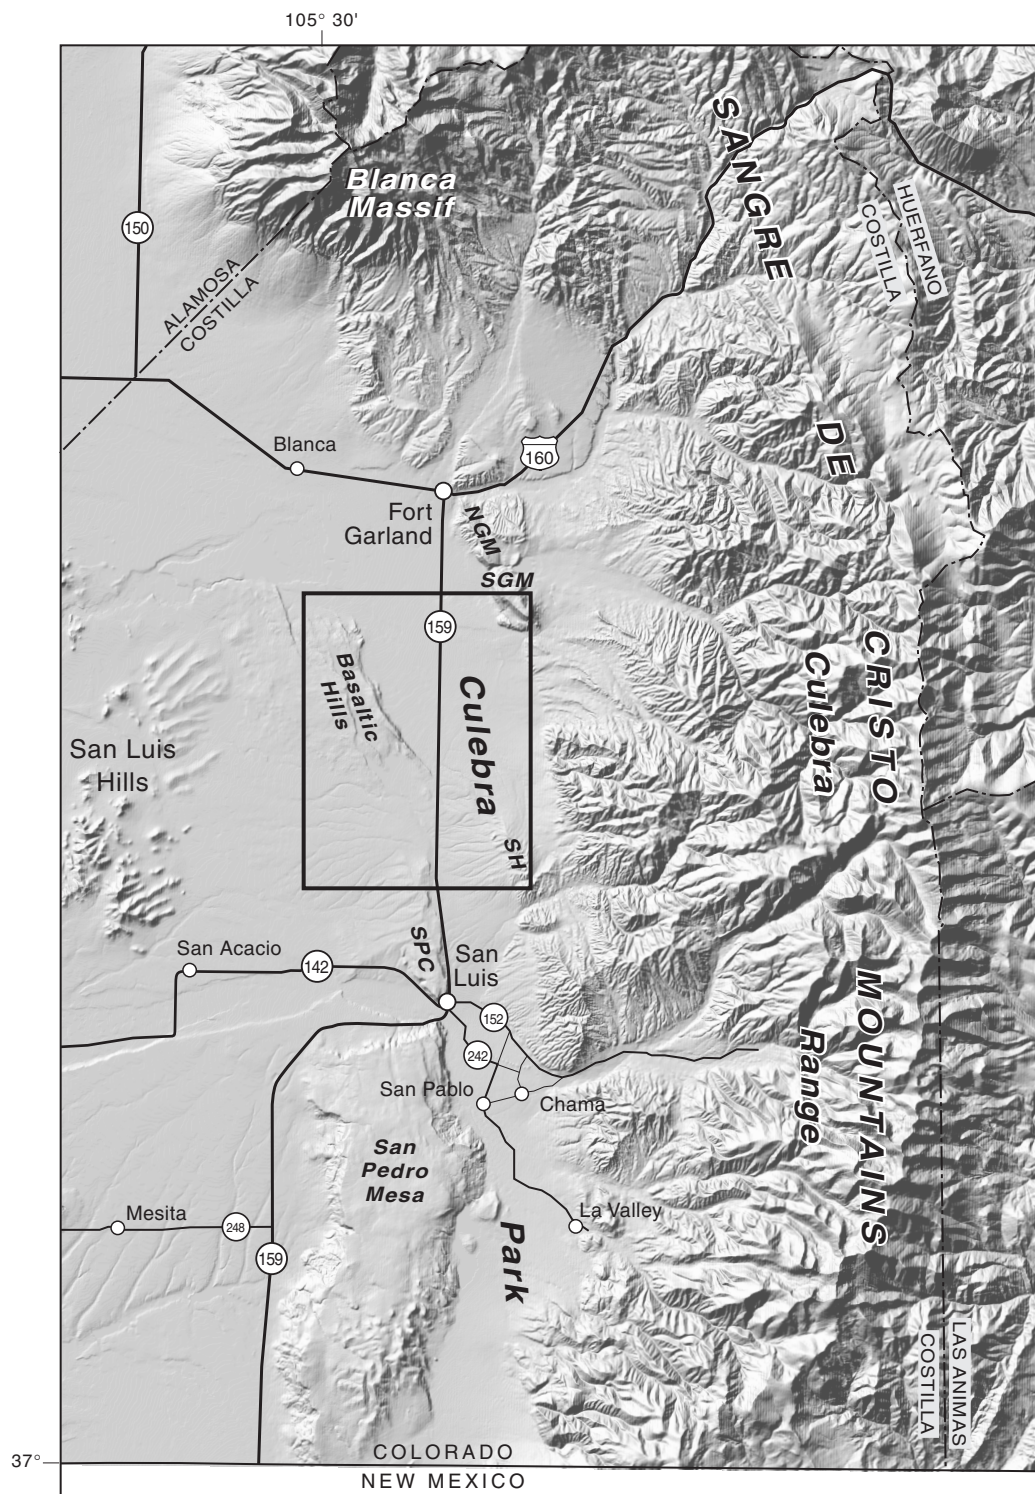 105° 30'
SANGRE
Blanca
Massif
150
HUERFANO
COSTILLA
ALAMOSA
COSTILLA
DE
Blanca
160
Fort
Garland
NGM
SGM
159
CRISTO
Culebra
Basaltic
Hills
Culebra
San Luis
Hills
SH
SPC
San Acacio
142
San
Luis
MOUNTAINS
152
Range
242
San Pablo
Chama
San
Pedro
Mesa
Mesita
248
La Valley
Park
159
LAS ANIMAS
COSTILLA
COLORADO
37°
NEW MEXICO